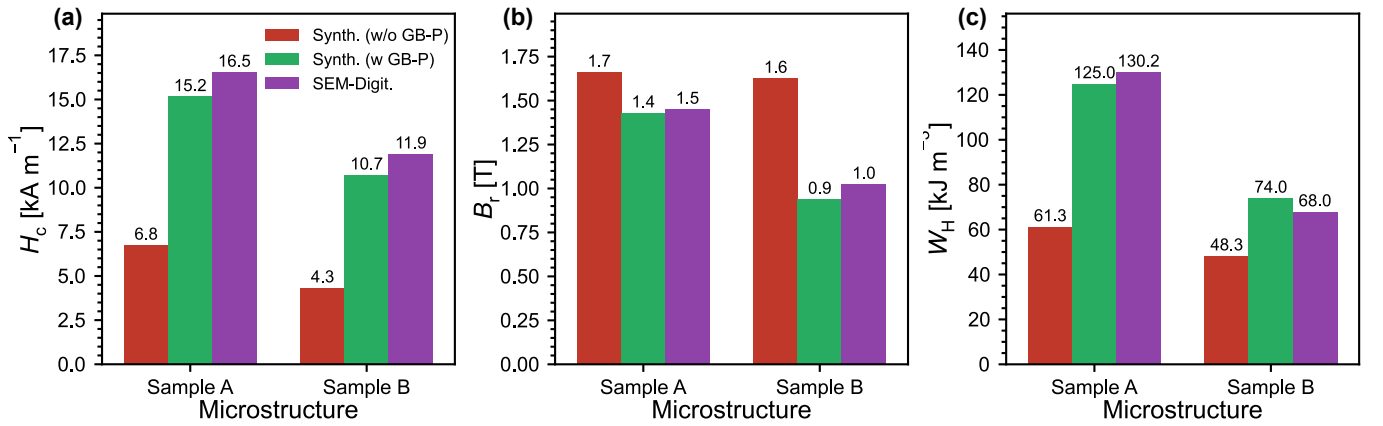 (a)
Synth. (w/o GB-P)
Synth. (w GB-P)
SEM-Digit.
H_c [kA m⁻¹]
17.5
15.0
12.5
10.0
7.5
5.0
2.5
0.0
6.8
15.2
16.5
4.3
10.7
11.9
Sample A
Sample B
Microstructure
(b)
B_r [T]
1.75
1.50
1.25
1.00
0.75
0.50
0.25
0.00
1.7
1.4
1.5
1.6
0.9
1.0
Sample A
Sample B
Microstructure
(c)
W_H [kJ m⁻³]
140
120
100
80
60
40
20
0
61.3
125.0
130.2
48.3
74.0
68.0
Sample A
Sample B
Microstructure